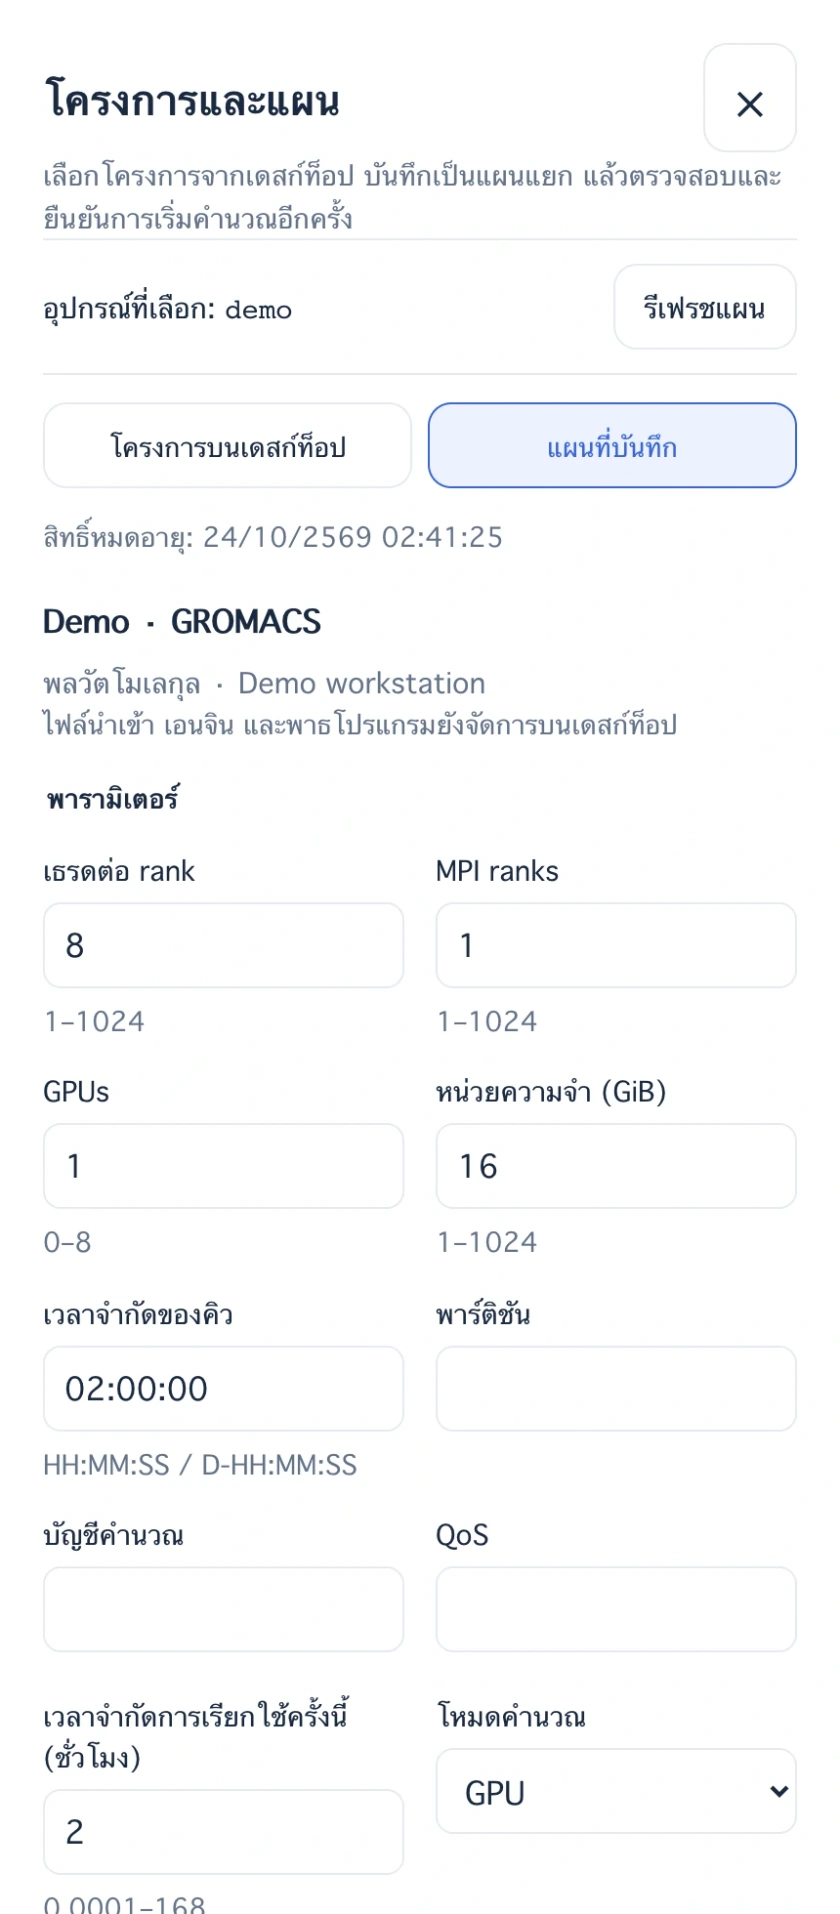 โครงการและแผน
เลือกโครงการจากเดสก์ท็อป บันทึกเป็นแผนแยก แล้วตรวจสอบและ
ยืนยันการเริ่มคำนวณอีกครั้ง
อุปกรณ์ที่เลือก: demo
รีเฟรชแผน
โครงการบนเดสก์ท็อป
แผนที่บันทึก
สิทธิ์หมดอายุ: 24/10/2569 02:41:25
Demo · GROMACS
พลวัตโมเลกุล · Demo workstation
ไฟล์นำเข้า เอนจิน และพาธโปรแกรมยังจัดการบนเดสก์ท็อป
พารามิเตอร์
เธรดต่อ rank
MPI ranks
8
1
1–1024
1–1024
GPUs
หน่วยความจำ (GiB)
1
16
0–8
1–1024
เวลาจำกัดของคิว
พาร์ติชัน
02:00:00
HH:MM:SS / D-HH:MM:SS
บัญชีคำนวณ
QoS
เวลาจำกัดการเรียกใช้ครั้งนี้
(ชั่วโมง)
โหมดคำนวณ
GPU
2
0.0001–168